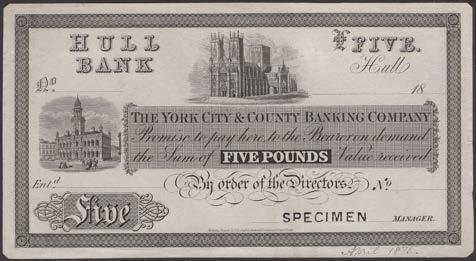 HULL BANK
£FIVE.
No.
Hull 18
THE YORK CITY & COUNTY BANKING COMPANY
Promise to pay here, to the Bearer on demand
the Sum of FIVE POUNDS Value received
By order of the Directors No
Entd.
Five
SPECIMEN MANAGER.